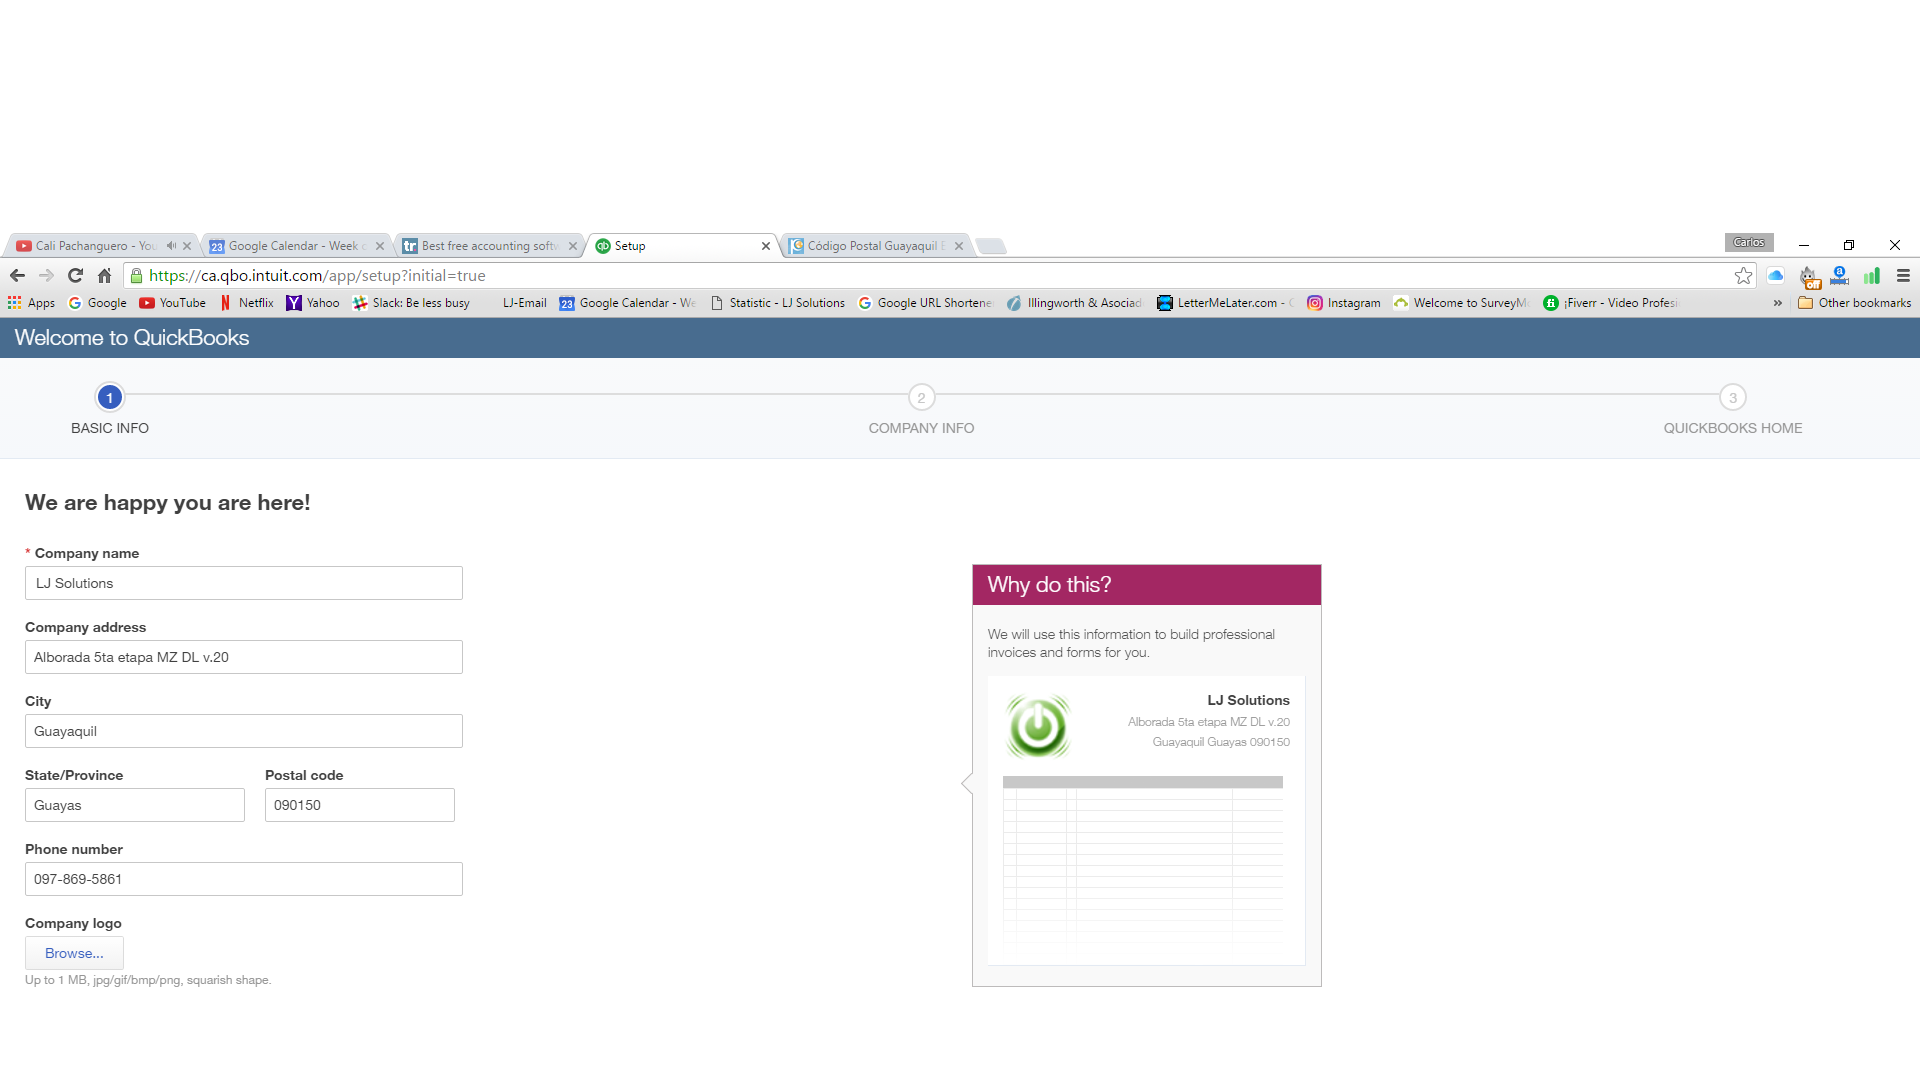 Cali Pachanguero - You
Google Calendar - Week o
Best free accounting softw
Setup
Código Postal Guayaquil E
Carlos
https://ca.qbo.intuit.com/app/setup?initial=true
Apps
Google
YouTube
Netflix
Yahoo
Slack: Be less busy
LJ-Email
Google Calendar - We
Statistic - LJ Solutions
Google URL Shortene
Illingworth & Asociad
LetterMeLater.com - C
Instagram
Welcome to SurveyMo
¡Fiverr - Video Profesi
»
Other bookmarks
Welcome to QuickBooks
1
2
3
BASIC INFO
COMPANY INFO
QUICKBOOKS HOME
We are happy you are here!
* Company name
LJ Solutions
Company address
Alborada 5ta etapa MZ DL v.20
City
Guayaquil
State/Province
Postal code
Guayas
090150
Phone number
097-869-5861
Company logo
Browse...
Up to 1 MB, jpg/gif/bmp/png, squarish shape.
Why do this?
We will use this information to build professional
invoices and forms for you.
LJ Solutions
Alborada 5ta etapa MZ DL v.20
Guayaquil Guayas 090150